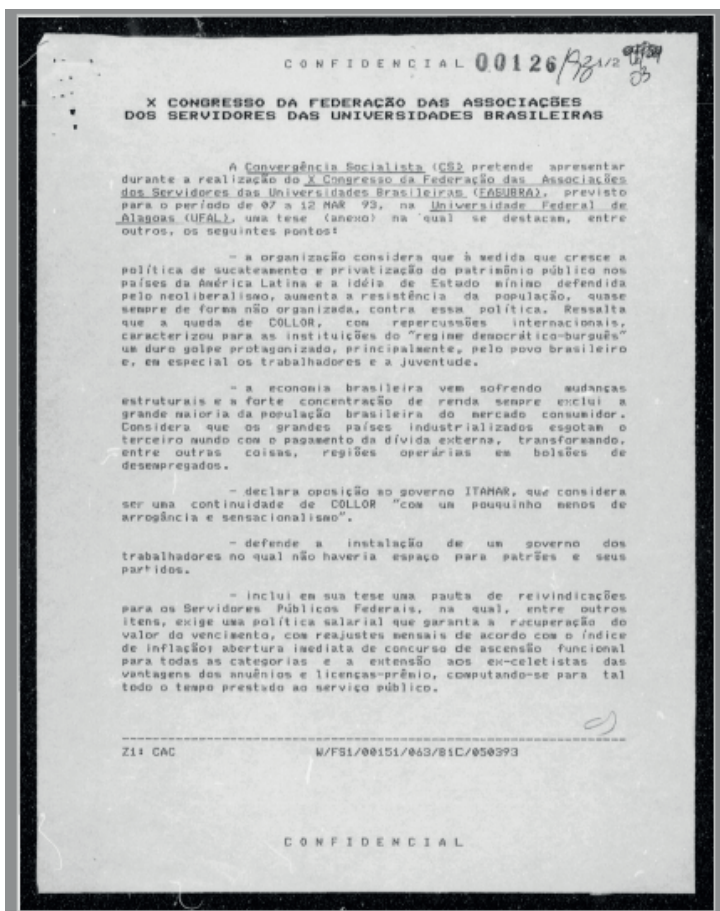 CONFIDENCIAL 00126/93 1/2
03
X CONGRESSO DA FEDERAÇÃO DAS ASSOCIAÇÕES
DOS SERVIDORES DAS UNIVERSIDADES BRASILEIRAS
A Convergência Socialista (CS) pretende apresentar
durante a realização do X Congresso da Federação das Associações
dos Servidores das Universidades Brasileiras (FASUBRA), previsto
para o período de 07 a 12 MAR 93, na Universidade Federal de
Alagoas (UFAL), uma tese (anexo) na qual se destacam, entre
outros, os seguintes pontos:
- a organização considera que à medida que cresce a
política de sucateamento e privatização do patrimônio público nos
países da América Latina e a idéia de Estado mínimo defendida
pelo neoliberalismo, aumenta a resistência da população, quase
sempre de forma não organizada, contra essa política. Ressalta
que a queda de COLLOR, com repercussões internacionais,
caracterizou para as instituições do "regime democrático-burguês"
um duro golpe protagonizado, principalmente, pelo povo brasileiro
e, em especial os trabalhadores e a juventude.
- a economia brasileira vem sofrendo mudanças
estruturais e a forte concentração de renda sempre exclui a
grande maioria da população brasileira do mercado consumidor.
Considera que os grandes países industrializados esgotam o
terceiro mundo com o pagamento da dívida externa, transformando,
entre outras coisas, regiões operárias em bolsões de
desempregados.
- declara oposição ao governo ITAMAR, que considera
ser uma continuidade de COLLOR "com um pouquinho menos de
arrogância e sensacionalismo".
- defende a instalação de um governo dos
trabalhadores no qual não haveria espaço para patrões e seus
partidos.
- inclui em sua tese uma pauta de reivindicações
para os Servidores Públicos Federais, na qual, entre outros
itens, exige uma política salarial que garanta a recuperação do
valor do vencimento, com reajustes mensais de acordo com o índice
de inflação; abertura imediata de concurso de ascensão funcional
para todas as categorias e a extensão aos ex-celetistas das
vantagens dos anuênios e licenças-prêmio, computando-se para tal
todo o tempo prestado ao serviço público.
Z1: CAC W/FS1/00151/063/B1C/050393
CONFIDENCIAL